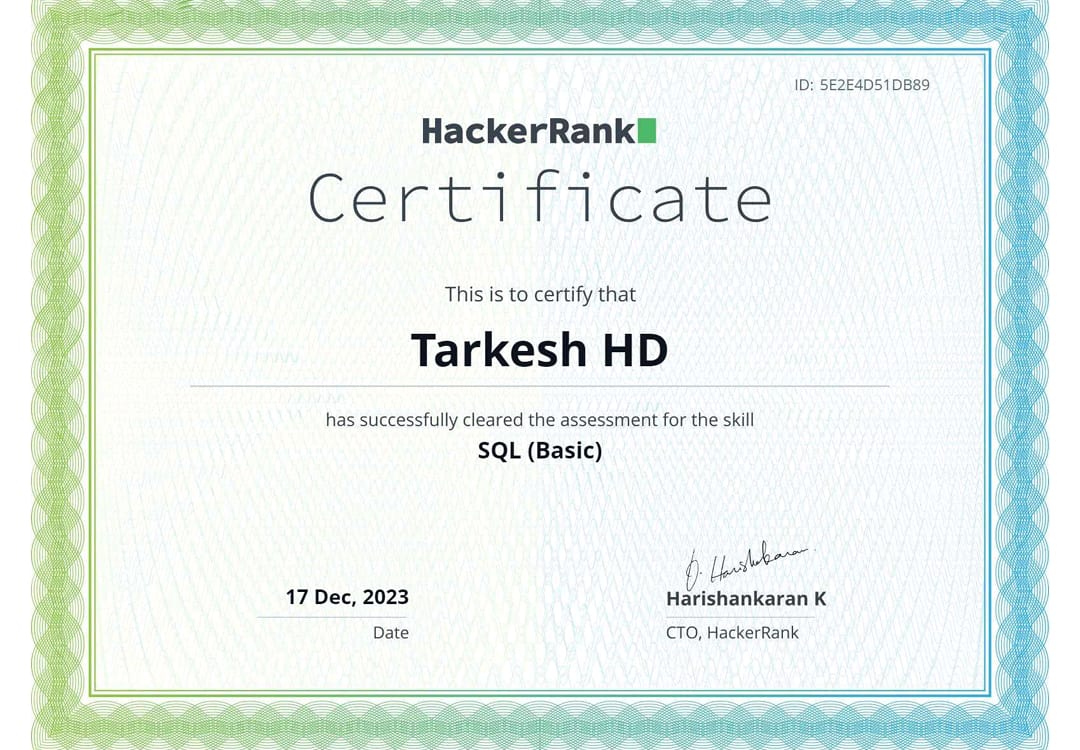 ID: 5E2E4D51DB89
HackerRank
Certificate
This is to certify that
Tarkesh HD
has successfully cleared the assessment for the skill
SQL (Basic)
17 Dec, 2023
Date
Harishankaran K
CTO, HackerRank